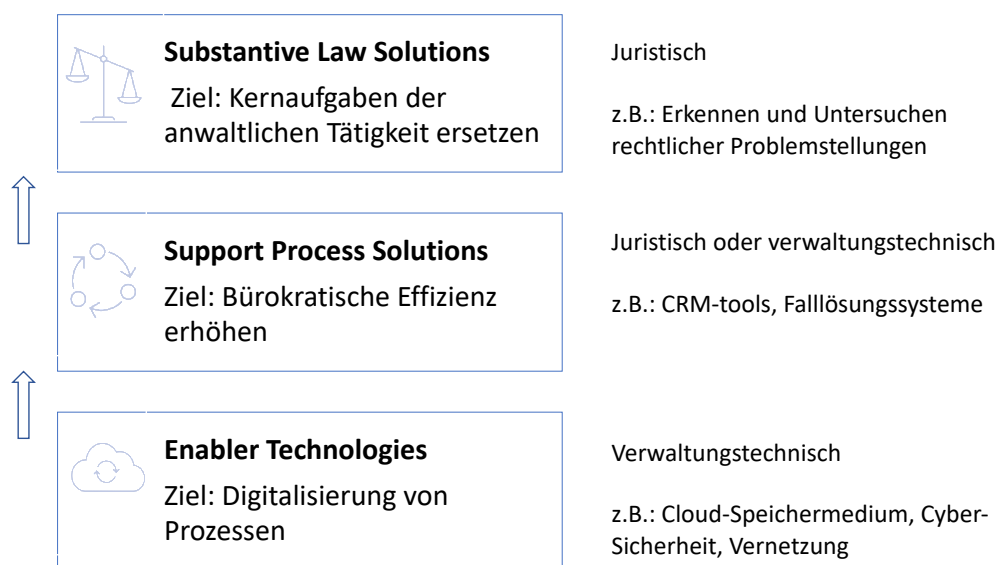 Substantive Law Solutions
Ziel: Kernaufgaben der
anwaltlichen Tätigkeit ersetzen
Juristisch
z.B.: Erkennen und Untersuchen
rechtlicher Problemstellungen
Support Process Solutions
Ziel: Bürokratische Effizienz
erhöhen
Juristisch oder verwaltungstechnisch
z.B.: CRM-tools, Falllösungssysteme
Enabler Technologies
Ziel: Digitalisierung von
Prozessen
Verwaltungstechnisch
z.B.: Cloud-Speichermedium, Cyber-
Sicherheit, Vernetzung